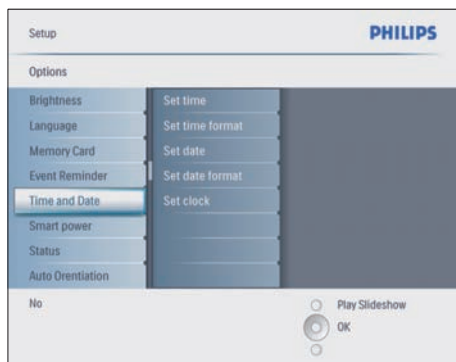 Setup
PHILIPS
Options
Brightness
Language
Memory Card
Event Reminder
Time and Date
Smart power
Status
Auto Orentiation
Set time
Set time format
Set date
Set date format
Set clock
No
Play Slideshow
OK